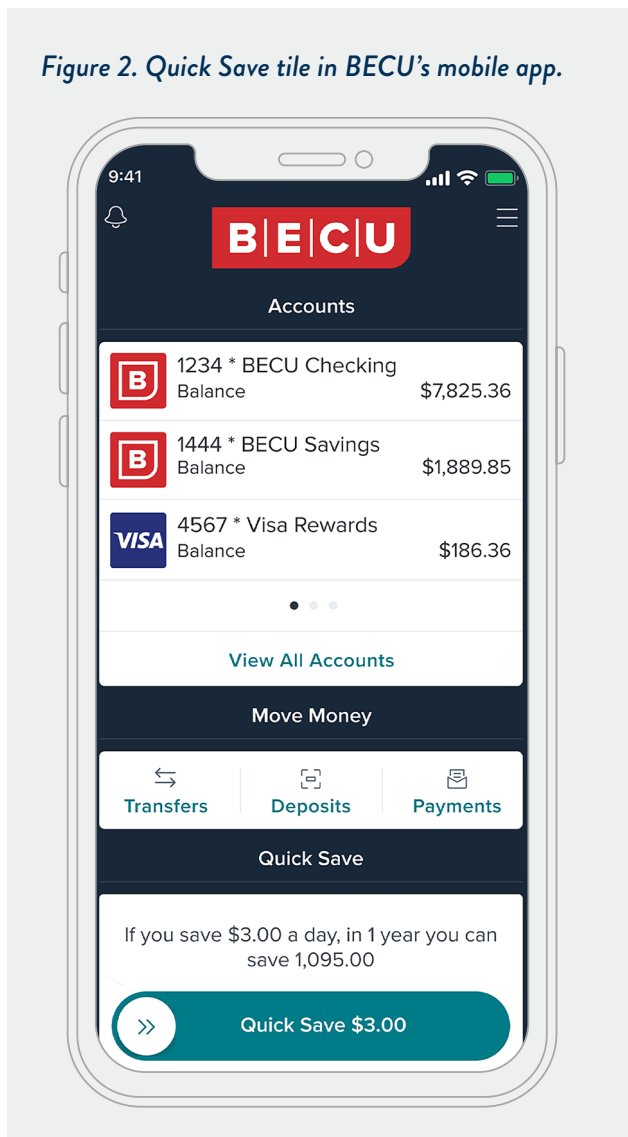 Figure 2. Quick Save tile in BECU’s mobile app.
9:41
B|E|C|U
Accounts
B
1234 * BECU Checking
Balance
$7,825.36
B
1444 * BECU Savings
Balance
$1,889.85
VISA
4567 * Visa Rewards
Balance
$186.36
View All Accounts
Move Money
Transfers
Deposits
Payments
Quick Save
If you save $3.00 a day, in 1 year you can
save 1,095.00
Quick Save $3.00